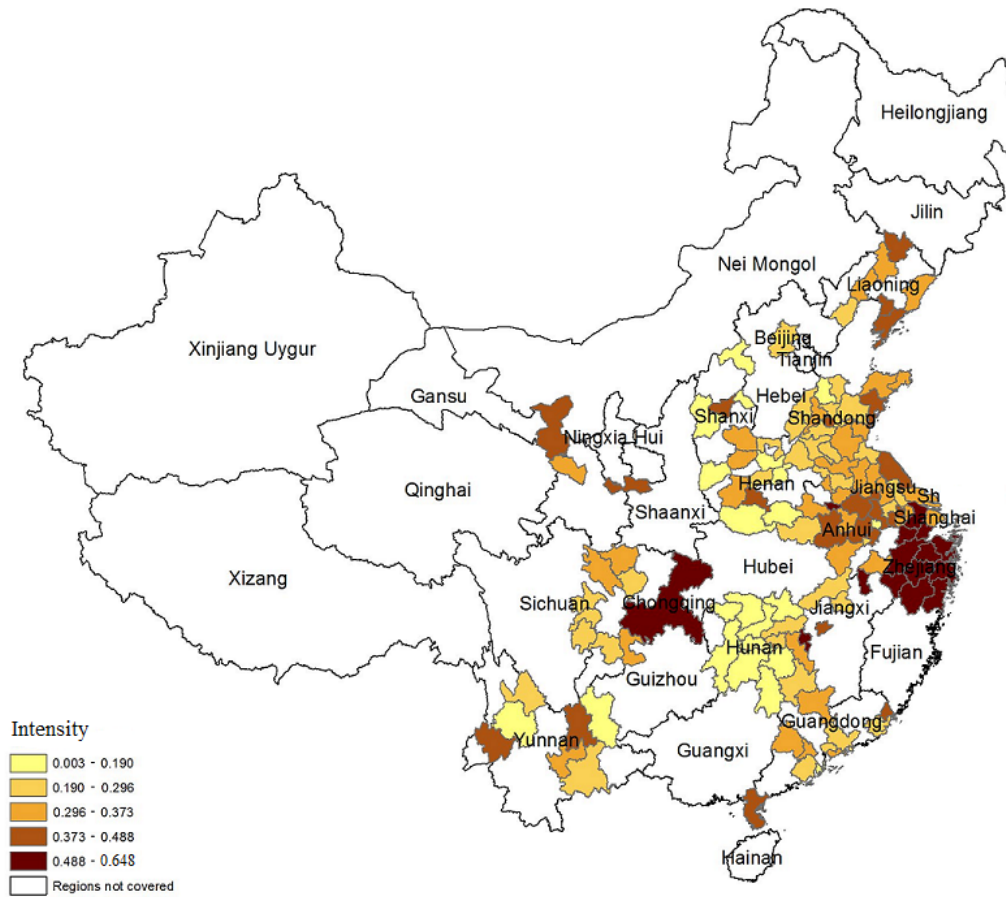 Heilongjiang
Jilin
Nei Mongol
Liaoning
Beijing
Tianjin
Xinjiang Uygur
Gansu
Hebei
Shanxi
Shandong
Ningxia Hui
Qinghai
Henan
Jiangsu
Sh
Shaanxi
Shanghai
Anhui
Xizang
Hubei
Zhejiang
Sichuan
Chongqing
Jiangxi
Hunan
Fujian
Guizhou
Guangdong
Yunnan
Guangxi
Hainan
Intensity
0.003 - 0.190
0.190 - 0.296
0.296 - 0.373
0.373 - 0.488
0.488 - 0.648
Regions not covered